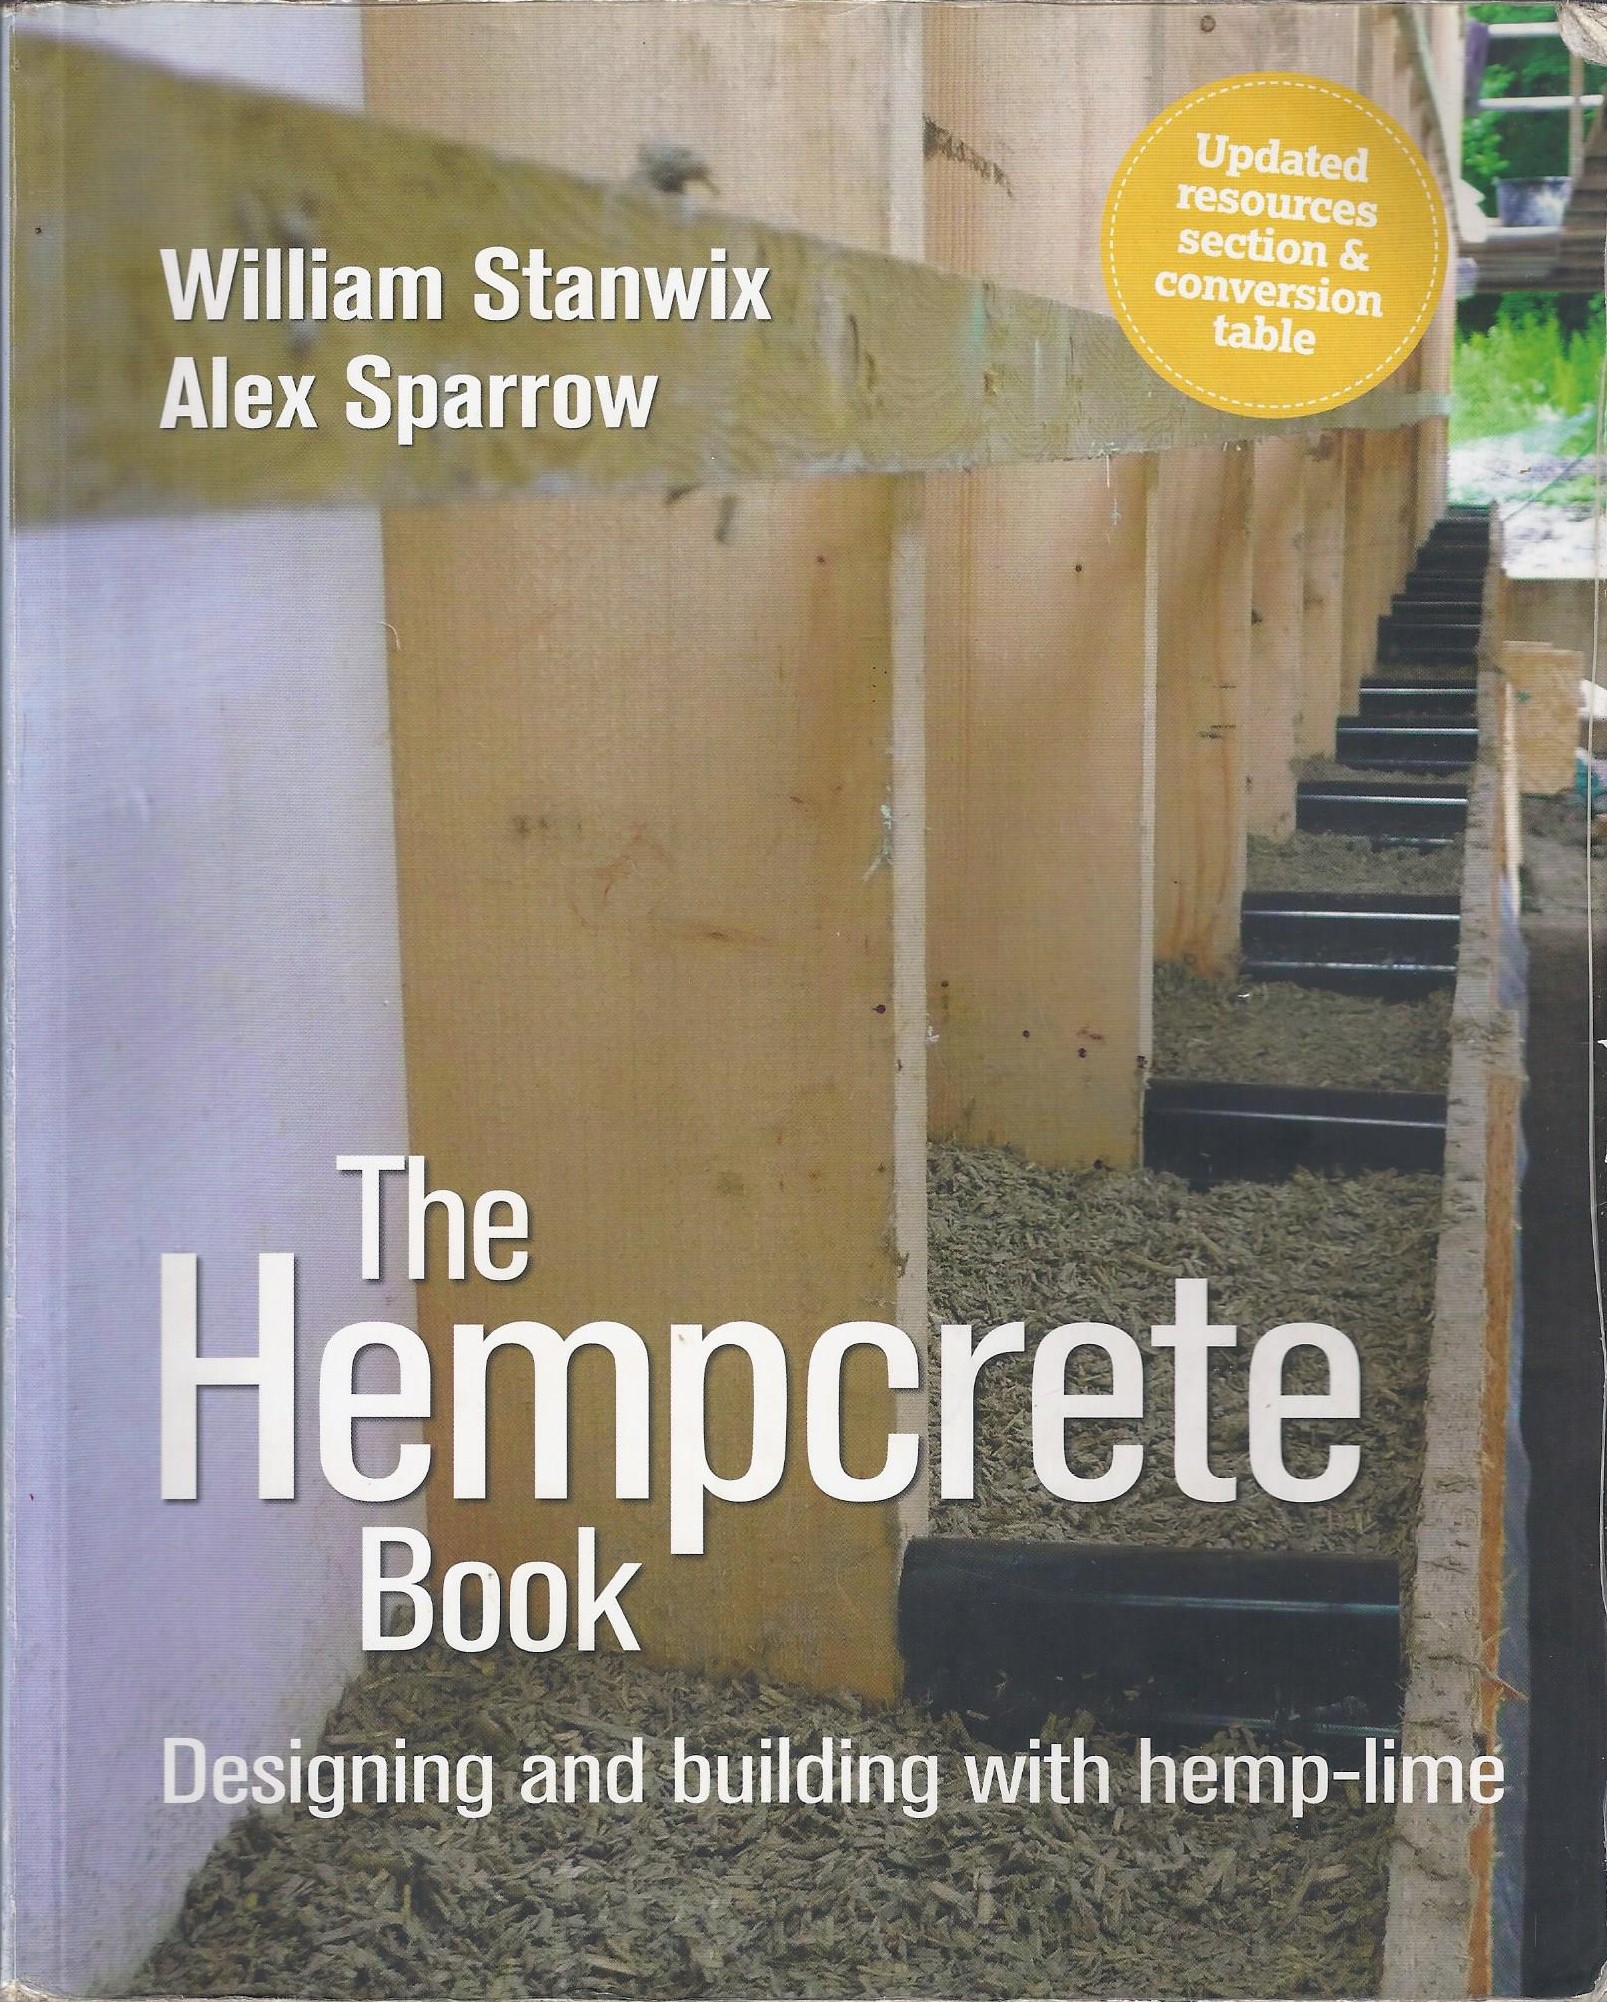 William Stanwix
Alex Sparrow
Updated
resources
section &
conversion
table
The
Hempcrete
Book
Designing and building with hemp-lime